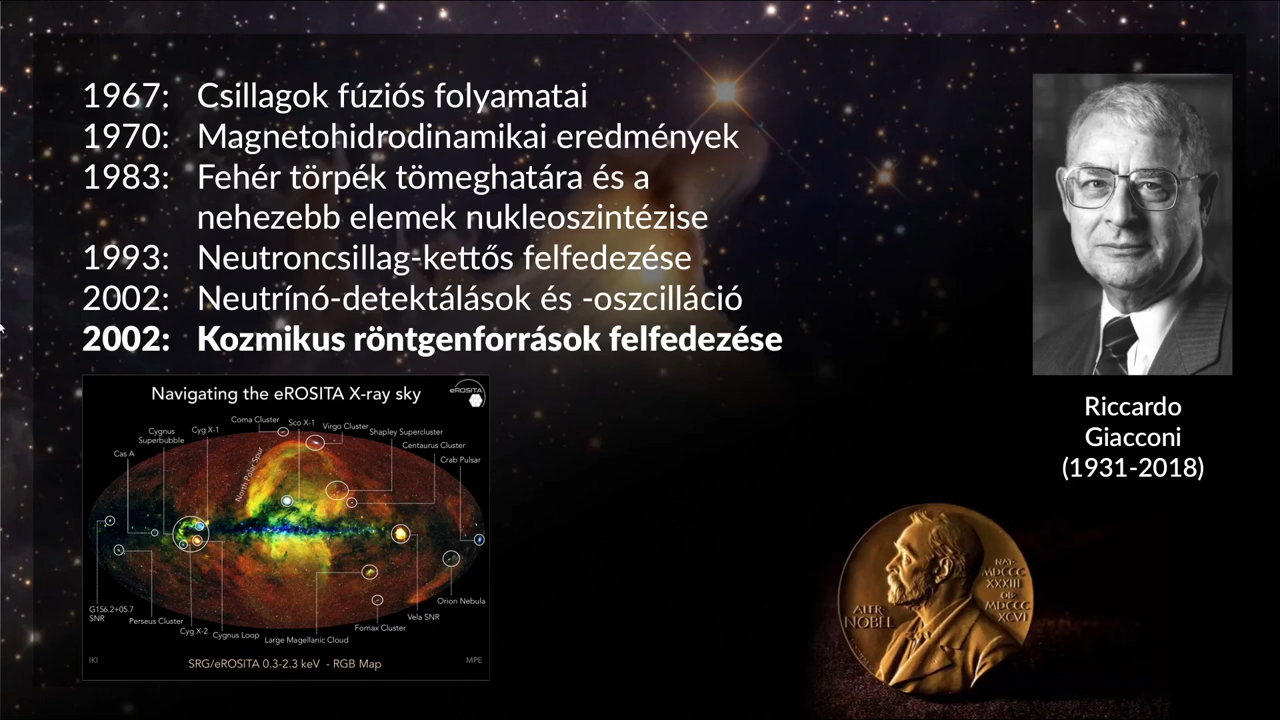 1967: Csillagok fúziós folyamatai
1970: Magnetohidrodinamikai eredmények
1983: Fehér törpék tömeghatára és a
nehezebb elemek nukleoszintézise
1993: Neutroncsillag-kettős felfedezése
2002: Neutrínó-detektálások és -oszcilláció
2002: Kozmikus röntgenforrások felfedezése
Riccardo
Giacconi
(1931-2018)
Navigating the eROSITA X-ray sky
eROSITA
Coma Cluster
Sco X-1
Virgo Cluster
Cygnus
Superbubble
Cyg X-1
Shapley Supercluster
Centaurus Cluster
Cas A
Crab Pulsar
North Polar Spur
G156.2+05.7
SNR
Perseus Cluster
Cyg X-2
Cygnus Loop
Large Magellanic Cloud
Fornax Cluster
Vela SNR
Orion Nebula
IKI
SRG/eROSITA 0.3-2.3 keV - RGB Map
MPE
ALFR·
NOBEL
NAT·
MDCCC
XXXIII
OB·
MDCCC
XCVI